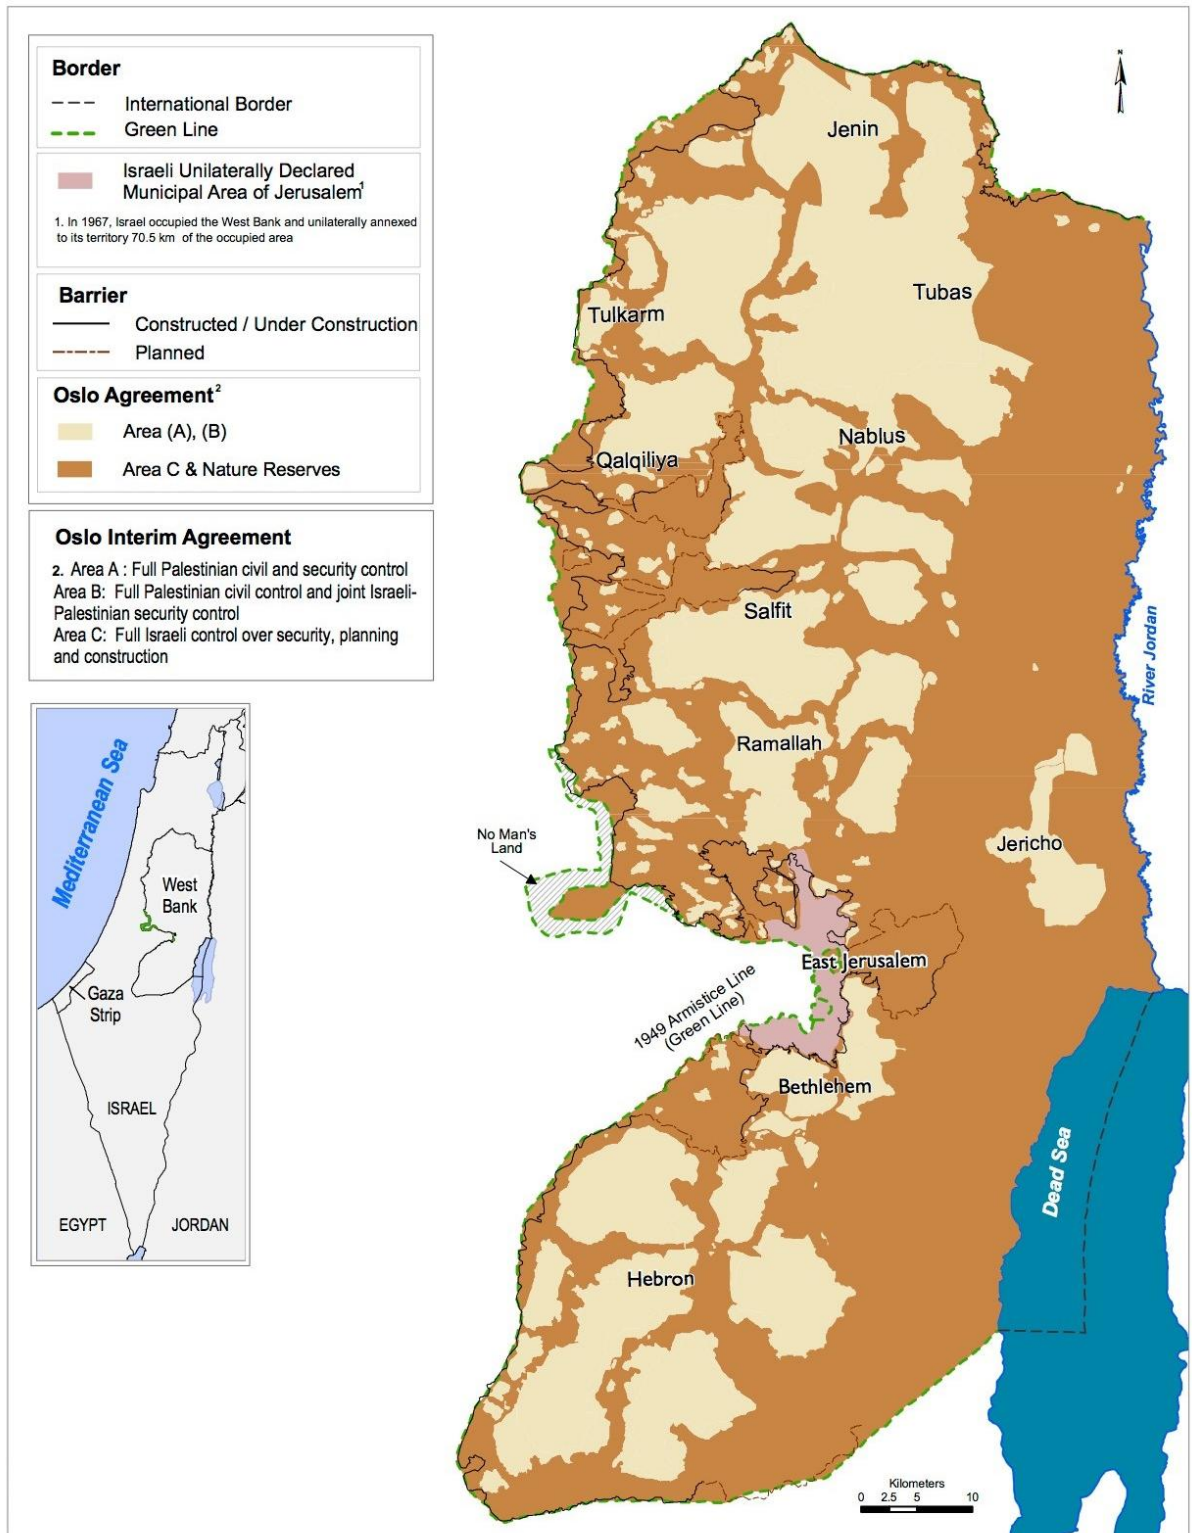 Border
International Border
Green Line
Israeli Unilaterally Declared
Municipal Area of Jerusalem1
1. In 1967, Israel occupied the West Bank and unilaterally annexed
to its territory 70.5 km of the occupied area
Barrier
Constructed / Under Construction
Planned
Oslo Agreement2
Area (A), (B)
Area C & Nature Reserves
Oslo Interim Agreement
2. Area A : Full Palestinian civil and security control
Area B: Full Palestinian civil control and joint Israeli-
Palestinian security control
Area C: Full Israeli control over security, planning
and construction
Mediterranean Sea
West
Bank
Gaza
Strip
ISRAEL
EGYPT
JORDAN
N
Jenin
Tubas
Tulkarm
Nablus
Qalqiliya
Salfit
River Jordan
Ramallah
No Man's
Land
Jericho
East Jerusalem
1949 Armistice Line
(Green Line)
Bethlehem
Dead Sea
Hebron
Kilometers
0 2.5 5 10